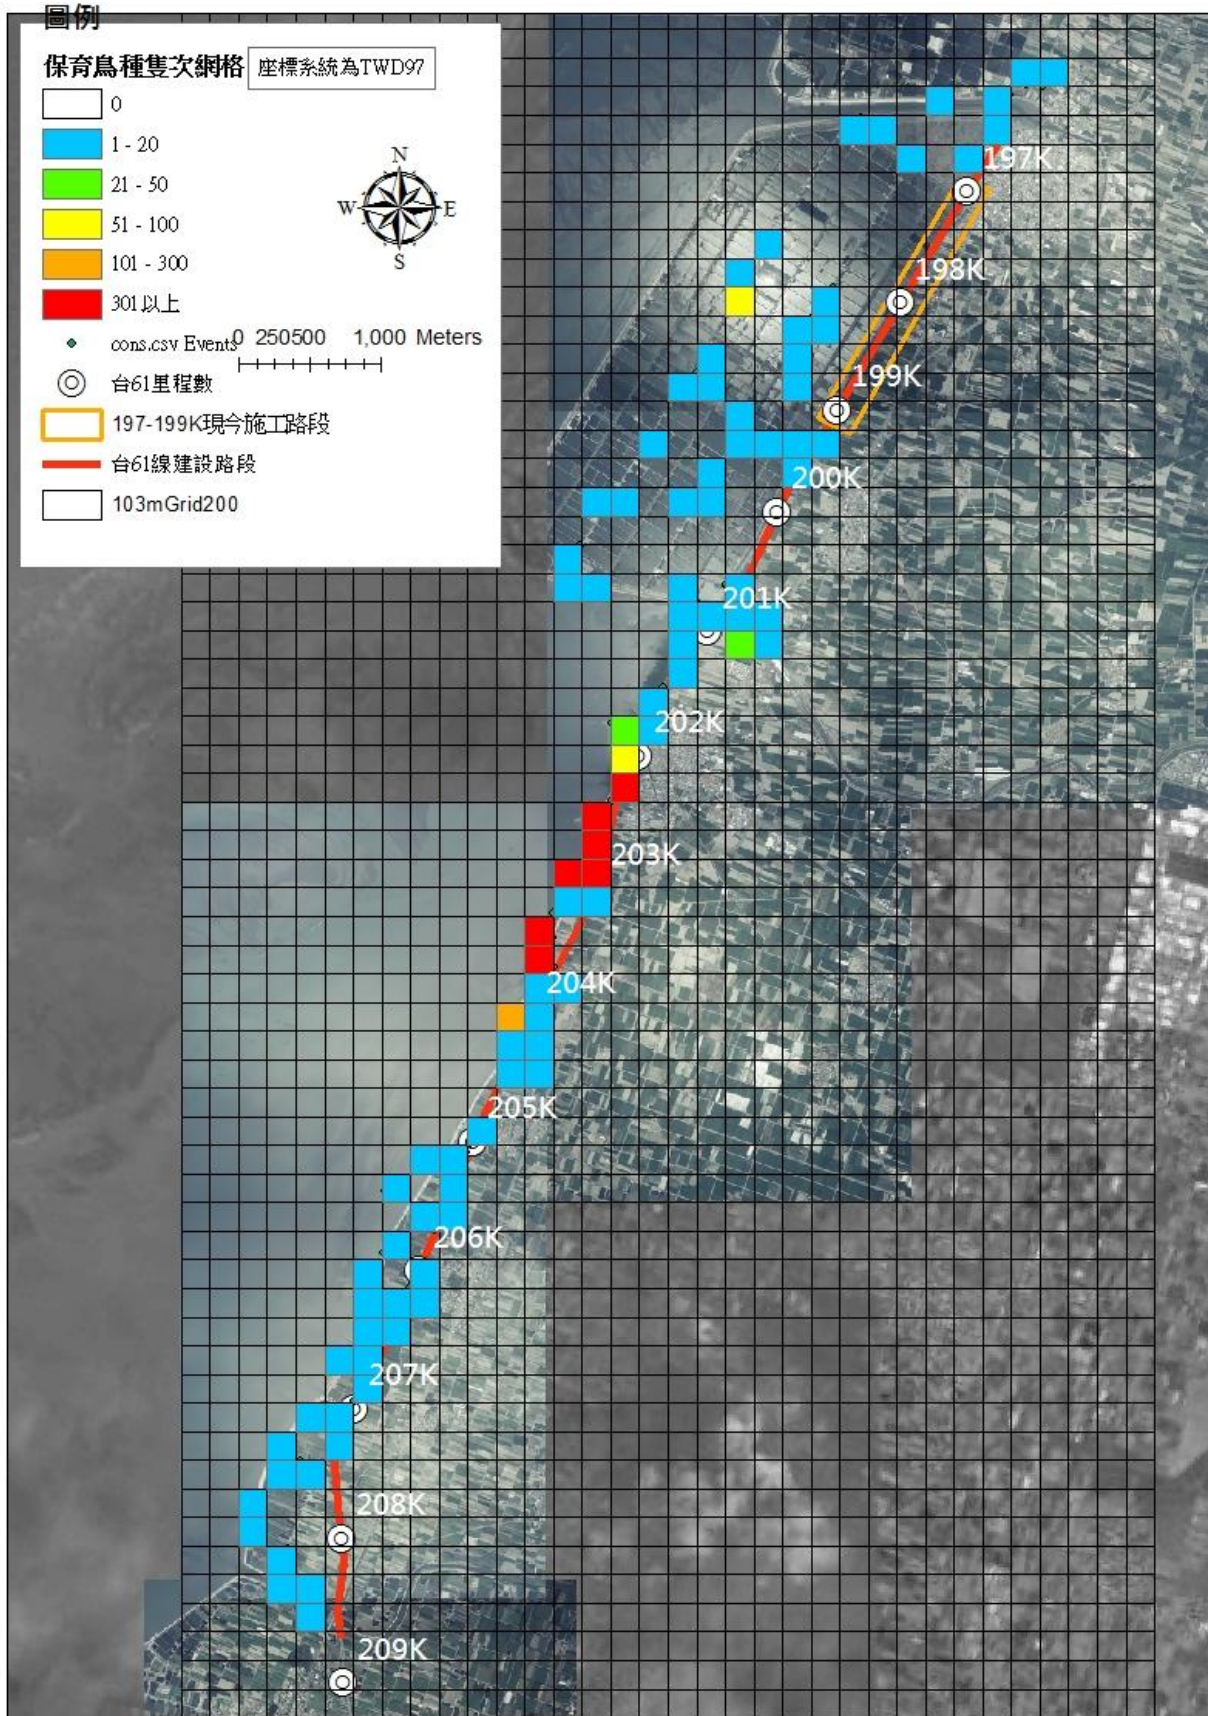 圖例
保育鳥種隻次網格
座標系統為TWD97
0
1 - 20
21 - 50
51 - 100
101 - 300
301以上
cons.csv Events
台61里程數
197-199K現今施工路段
台61線建設路段
103mGrid200
N
W E
S
0 250500 1,000 Meters
197K
198K
199K
200K
201K
202K
203K
204K
205K
206K
207K
208K
209K